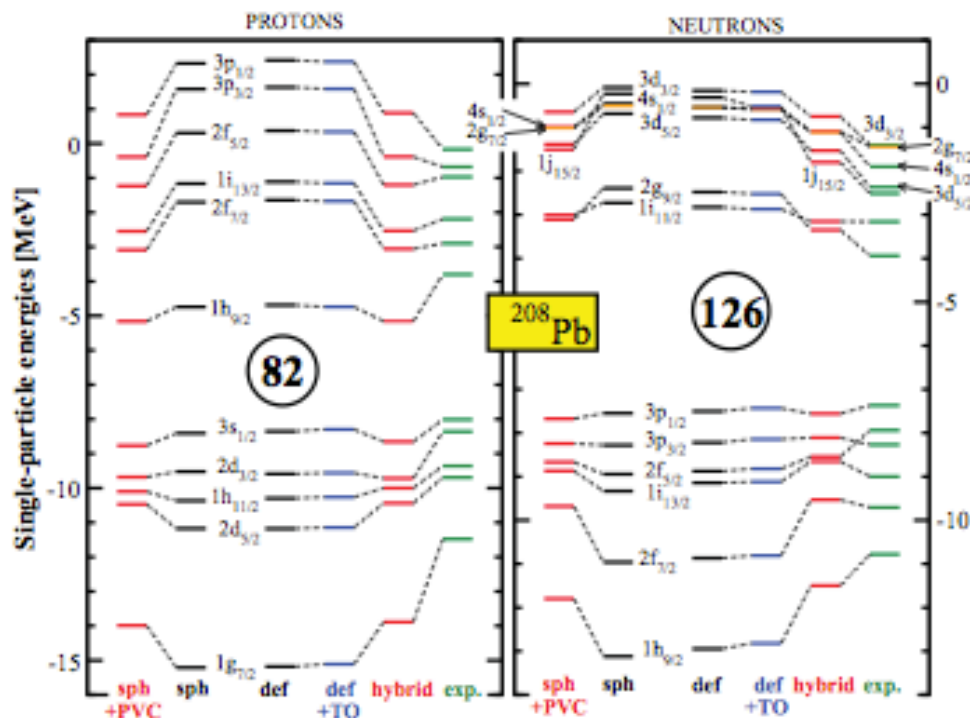 PROTONS
NEUTRONS
Single-particle energies [MeV]
0
-5
-10
-15
3p1/2
3p3/2
2f5/2
1i13/2
2f7/2
1h9/2
82
3s1/2
2d3/2
1h11/2
2d5/2
1g7/2
sph
+PVC
sph
def
def
+TO
hybrid
exp.
208Pb
0
-5
-10
4s1/2
2g7/2
1j15/2
3d3/2
4s1/2
3d5/2
2g9/2
1i11/2
126
3p1/2
3p3/2
2f5/2
1i13/2
2f7/2
1h9/2
1j15/2
3d3/2
2g7/2
4s1/2
3d5/2
sph
+PVC
sph
def
def
+TO
hybrid
exp.